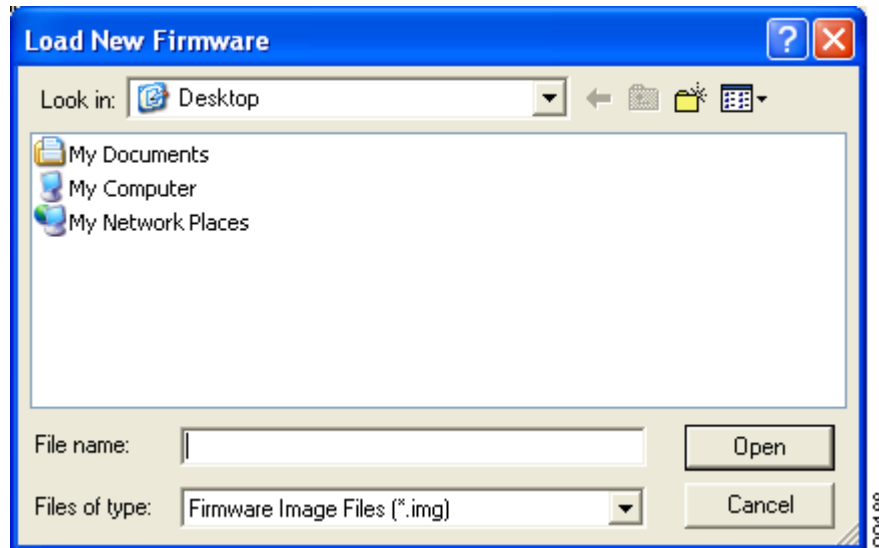 Load New Firmware
Look in: Desktop
My Documents
My Computer
My Network Places
File name: Open
Files of type: Firmware Image Files (*.img) Cancel